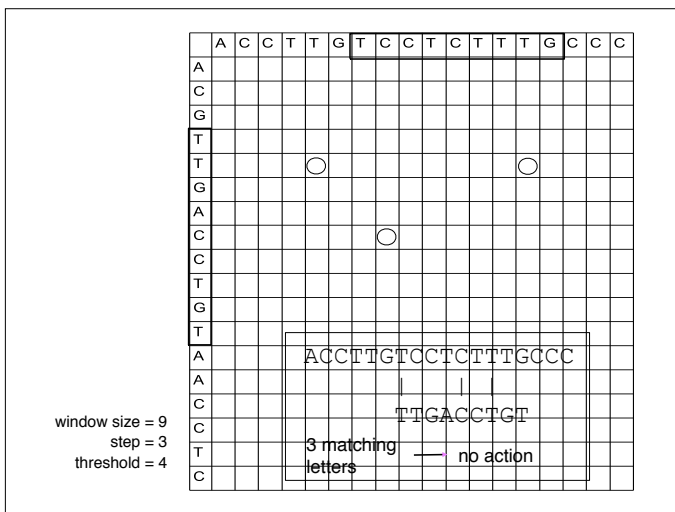 A C C T T G T C C T C T T T G C C C
A
C
G
T
T
G
A
C
C
T
G
T
A
A
C
C
T
C
ACCTTGTCCTCTTTGCCC
TTGACCTGT
3 matching
letters
no action
window size = 9
step = 3
threshold = 4